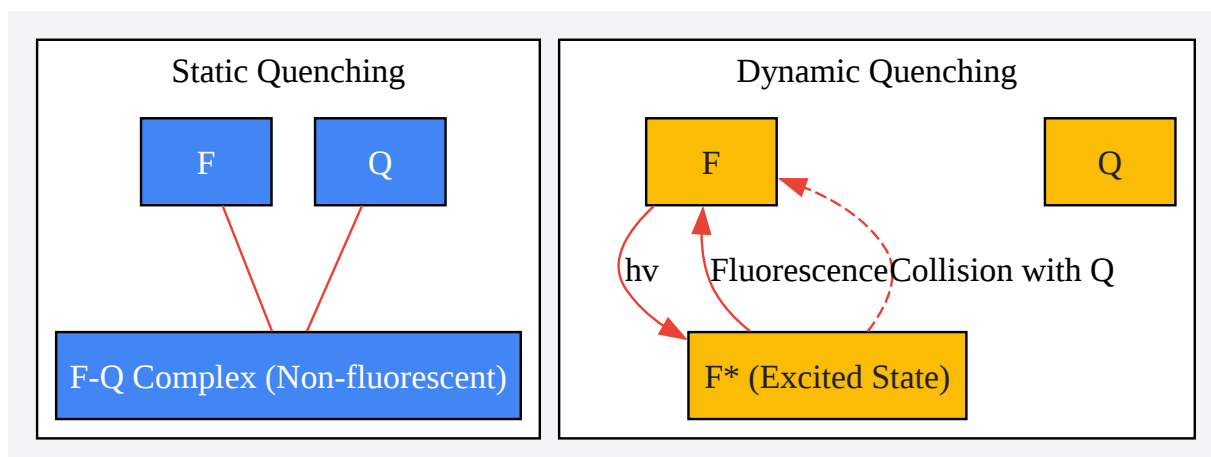 Static Quenching
F
Q
F-Q Complex (Non-fluorescent)
Dynamic Quenching
F
Q
hv
Fluorescence
Collision with Q
F* (Excited State)